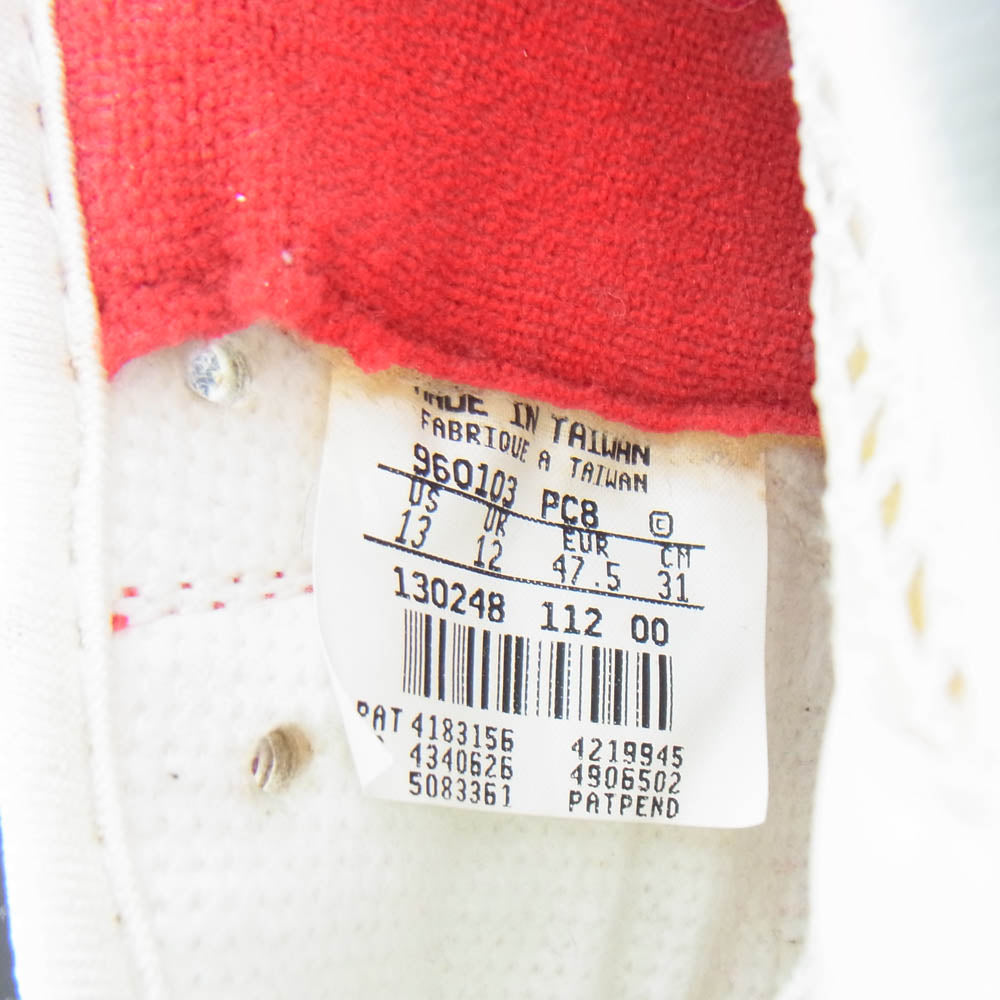 MADE IN TAIWAN
FABRIQUE A TAIWAN
960103 PC8 ©
US UK EUR CM
13 12 47.5 31
130248 112 00
PAT 4183156 4219945
4340626 4906502
5083361 PATPEND